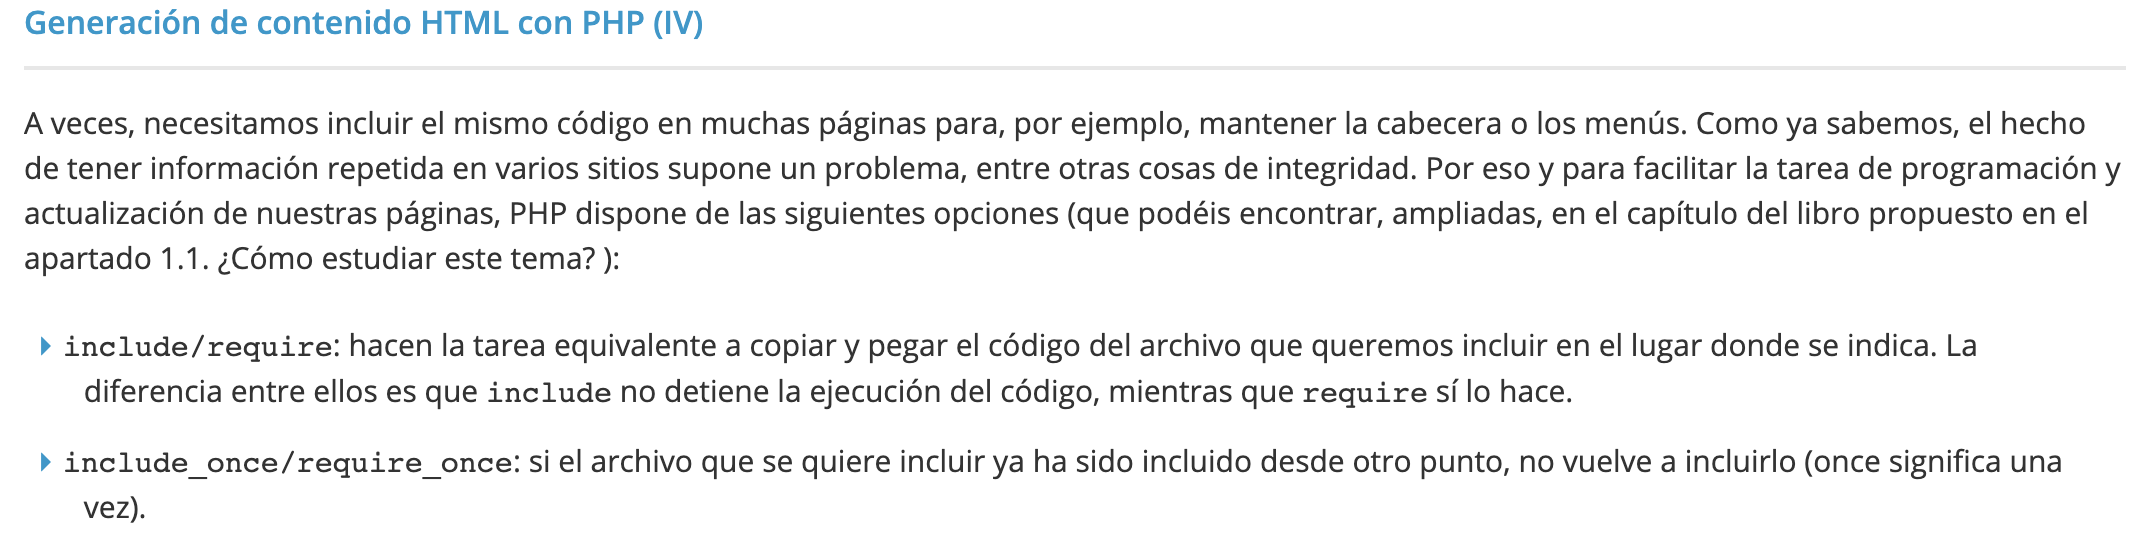 Generación de contenido HTML con PHP (IV)
A veces, necesitamos incluir el mismo código en muchas páginas para, por ejemplo, mantener la cabecera o los menús. Como ya sabemos, el hecho
de tener información repetida en varios sitios supone un problema, entre otras cosas de integridad. Por eso y para facilitar la tarea de programación y
actualización de nuestras páginas, PHP dispone de las siguientes opciones (que podéis encontrar, ampliadas, en el capítulo del libro propuesto en el
apartado 1.1. ¿Cómo estudiar este tema? ):
include/require: hacen la tarea equivalente a copiar y pegar el código del archivo que queremos incluir en el lugar donde se indica. La
diferencia entre ellos es que include no detiene la ejecución del código, mientras que require sí lo hace.
include_once/require_once: si el archivo que se quiere incluir ya ha sido incluido desde otro punto, no vuelve a incluirlo (once significa una
vez).